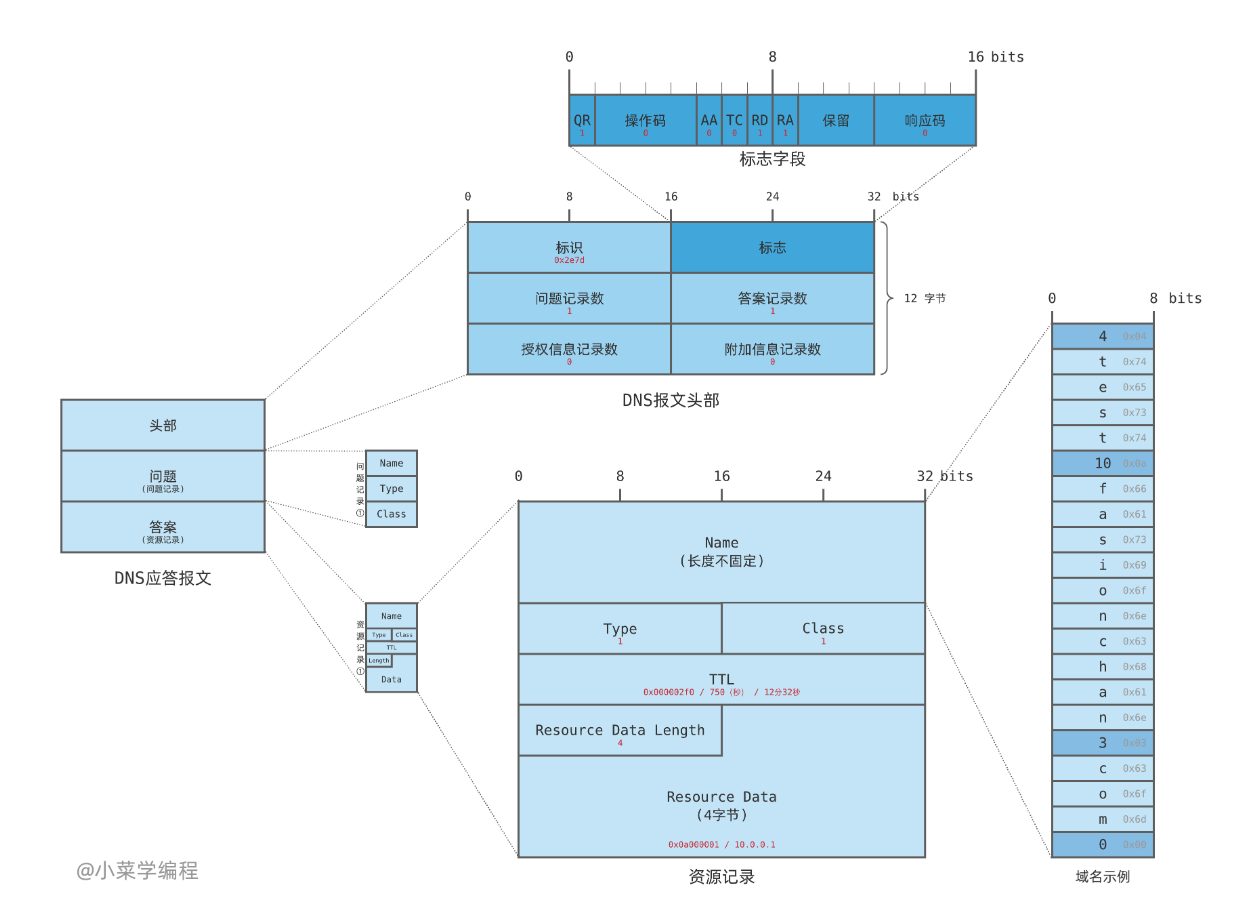 0 8 16 bits
QR 操作码 AA TC RD RA 保留 响应码
1 0 0 0 1 1 0
标志字段
0 8 16 24 32 bits
标识 标志
0x2e7d
问题记录数 答案记录数
1 1
授权信息记录数 附加信息记录数
0 0
12 字节
DNS报文头部
头部
问题
(问题记录)
答案
(资源记录)
DNS应答报文
问题记录①
Name
Type
Class
资源记录①
Name
Type Class
TTL
Length
Data
0 8 16 24 32 bits
Name
(长度不固定)
Type Class
1 1
TTL
0x000002f0 / 750（秒） / 12分32秒
Resource Data Length
4
Resource Data
(4字节)
0x0a000001 / 10.0.0.1
资源记录
0 8 bits
4 0x04
t 0x74
e 0x65
s 0x73
t 0x74
10 0x0a
f 0x66
a 0x61
s 0x73
i 0x69
o 0x6f
n 0x6e
c 0x63
h 0x68
a 0x61
n 0x6e
3 0x03
c 0x63
o 0x6f
m 0x6d
0 0x00
域名示例
@小菜学编程